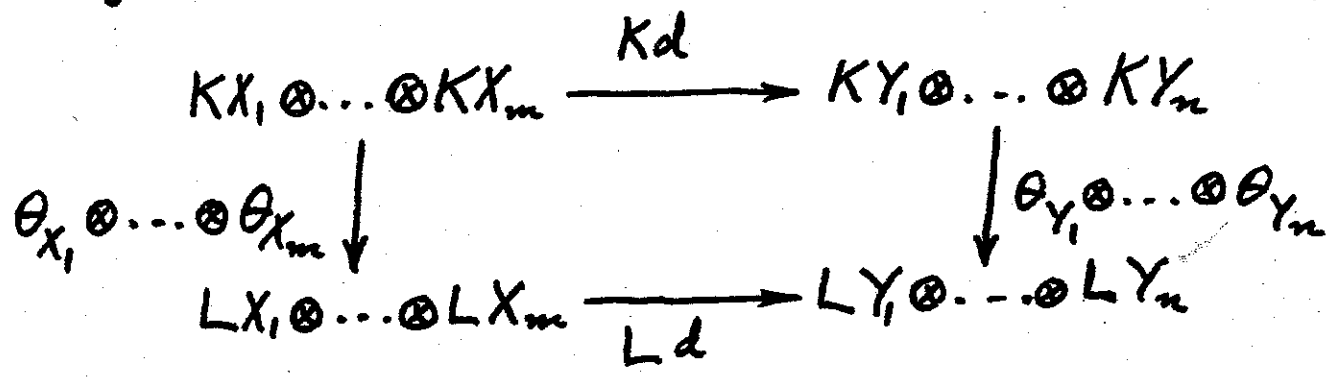 Kd
KX₁ ⊗ ... ⊗ KXₘ → KY₁ ⊗ ... ⊗ KYₙ
θ_X₁ ⊗ ... ⊗ θ_Xₘ ↓ ↓ θ_Y₁ ⊗ ... ⊗ θ_Yₙ
LX₁ ⊗ ... ⊗ LXₘ → LY₁ ⊗ ... ⊗ LYₙ
Ld